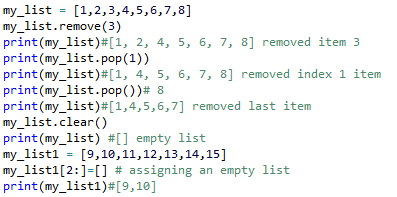 my_list = [1,2,3,4,5,6,7,8]
my_list.remove(3)
print(my_list)#[1, 2, 4, 5, 6, 7, 8] removed item 3
print(my_list.pop(1))
print(my_list)#[1, 4, 5, 6, 7, 8] removed index 1 item
print(my_list.pop())# 8
print(my_list)#[1,4,5,6,7] removed last item
my_list.clear()
print(my_list) #[] empty list
my_list1 = [9,10,11,12,13,14,15]
my_list1[2:]=[] # assigning an empty list
print(my_list1)#[9,10]